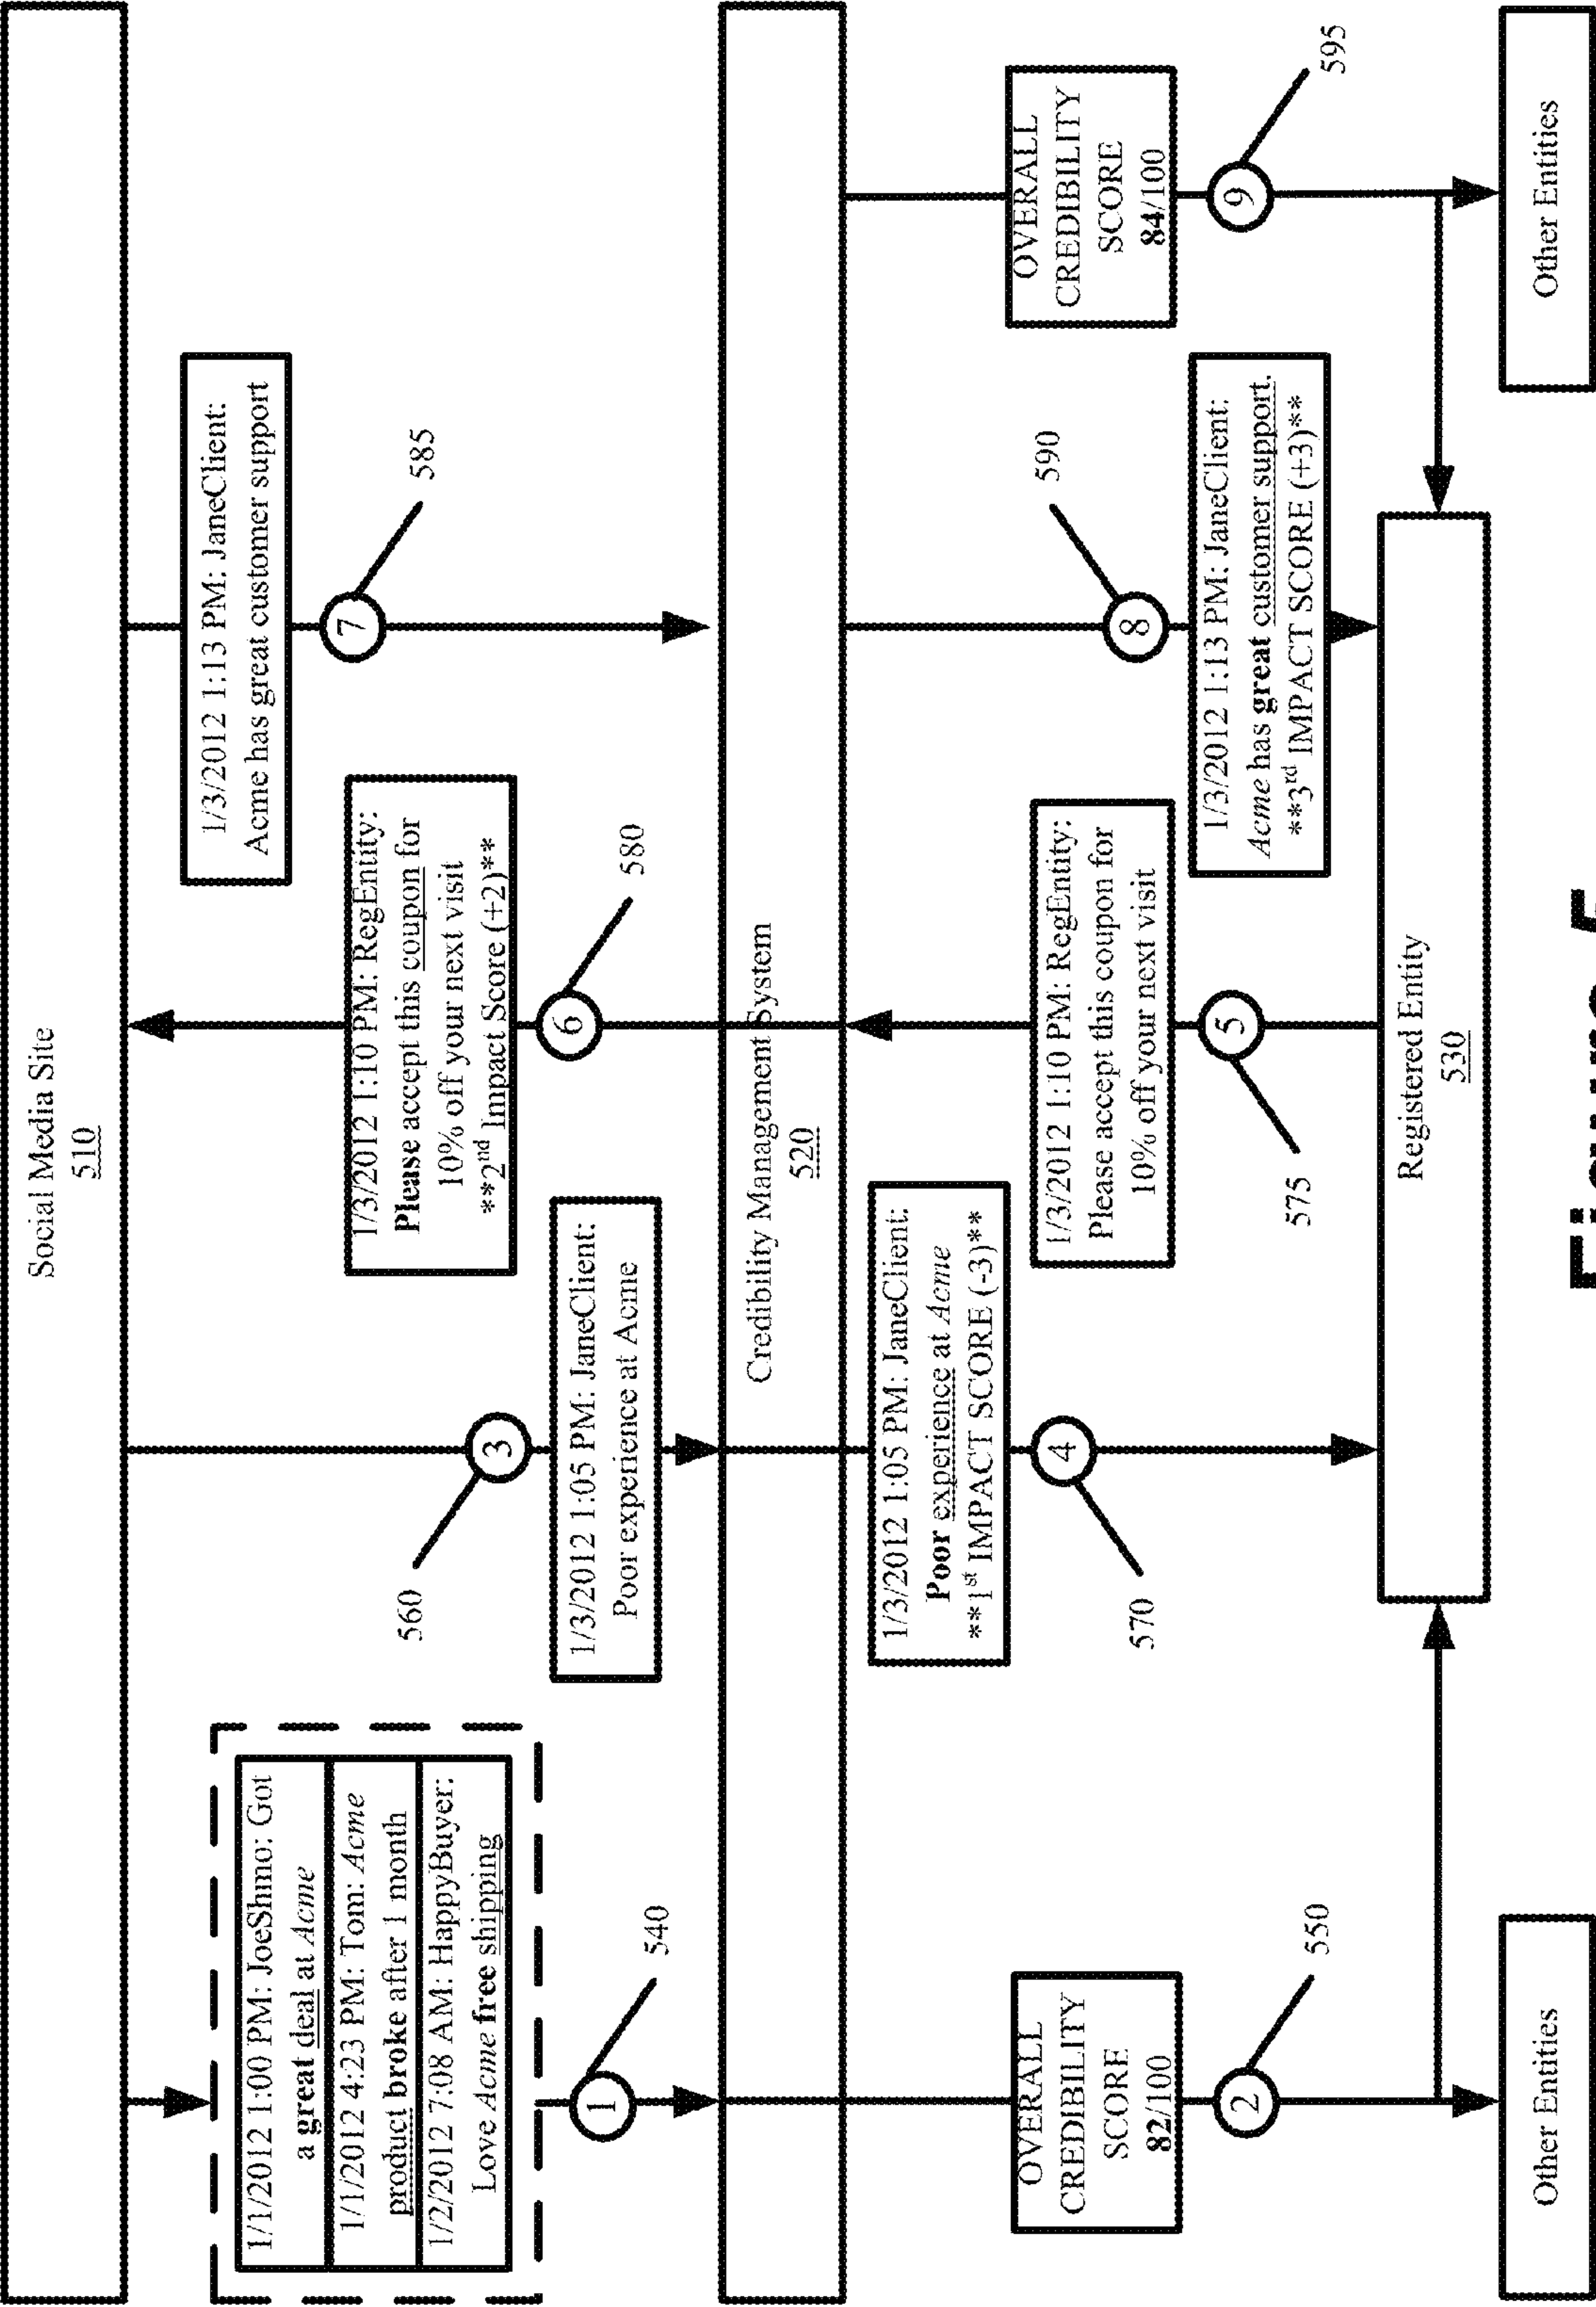 Social Media Site
510
1/1/2012 1:00 PM: JoeShmo: Got
a great deal at Acme
1/1/2012 4:23 PM: Tom: Acme
product broke after 1 month
1/2/2012 7:08 AM: HappyBuyer:
Love Acme free shipping
1
540
560
3
1/3/2012 1:05 PM: JaneClient:
Poor experience at Acme
1/3/2012 1:10 PM: RegEntity:
Please accept this coupon for
10% off your next visit
**2nd Impact Score (+2)**
6
580
1/3/2012 1:13 PM: JaneClient:
Acme has great customer support
7
585
Credibility Management System
520
OVERALL
CREDIBILITY
SCORE
82/100
2
550
1/3/2012 1:05 PM: JaneClient:
Poor experience at Acme
**1st IMPACT SCORE (-3)**
4
570
1/3/2012 1:10 PM: RegEntity:
Please accept this coupon for
10% off your next visit
5
575
590
8
1/3/2012 1:13 PM: JaneClient:
Acme has great customer support.
**3rd IMPACT SCORE (+3)**
OVERALL
CREDIBILITY
SCORE
84/100
9
595
Registered Entity
530
Other Entities
Other Entities